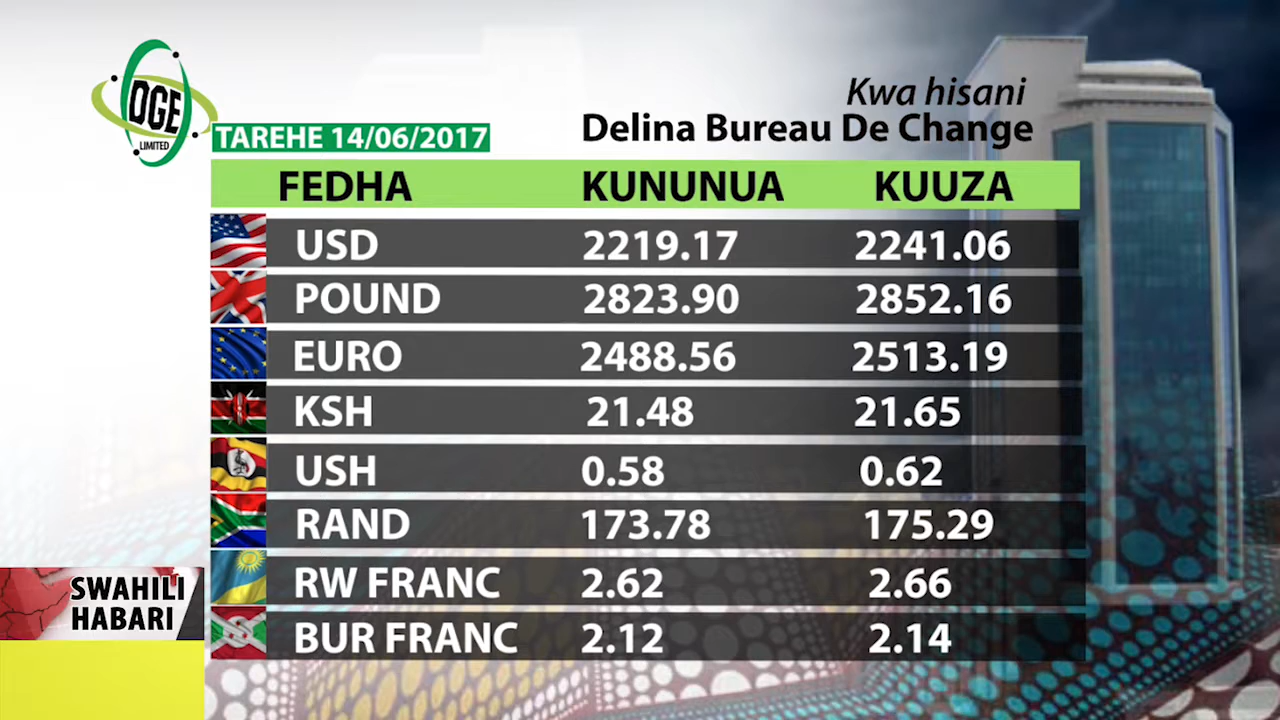 DGE
LIMITED
TAREHE 14/06/2017
Kwa hisani
Delina Bureau De Change
FEDHA KUNUNUA KUUZA
USD 2219.17 2241.06
POUND 2823.90 2852.16
EURO 2488.56 2513.19
KSH 21.48 21.65
USH 0.58 0.62
RAND 173.78 175.29
RW FRANC 2.62 2.66
BUR FRANC 2.12 2.14
SWAHILI
HABARI